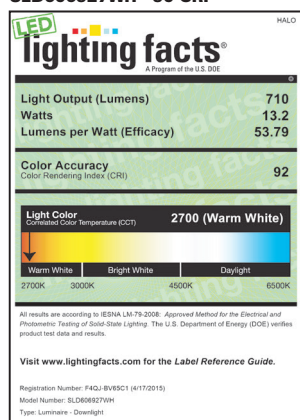 HALO
LED
lighting facts®
A Program of the U.S. DOE
Light Output (Lumens) 710
Watts 13.2
Lumens per Watt (Efficacy) 53.79
Color Accuracy 92
Color Rendering Index (CRI)
Light Color 2700 (Warm White)
Correlated Color Temperature (CCT)
Warm White Bright White Daylight
2700K 3000K 4500K 6500K
All results are according to IESNA LM-79-2008: Approved Method for the Electrical and
Photometric Testing of Solid-State Lighting. The U.S. Department of Energy (DOE) verifies
product test data and results.
Visit www.lightingfacts.com for the Label Reference Guide.
Registration Number: F4QJ-BV65C1 (4/17/2015)
Model Number: SLD606927WH
Type: Luminaire - Downlight